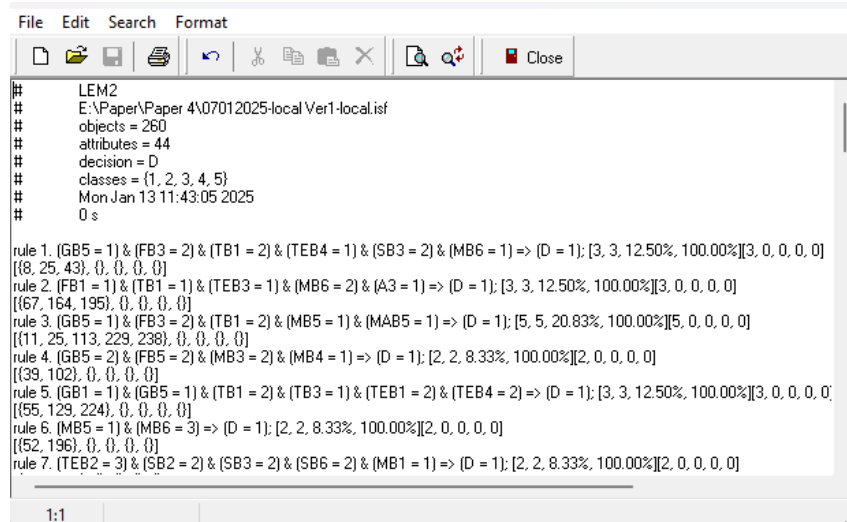 File Edit Search Format
Close
# LEM2
# E:\Paper\Paper 4\07012025-local Ver1-local.isf
# objects = 260
# attributes = 44
# decision = D
# classes = {1, 2, 3, 4, 5}
# Mon Jan 13 11:43:05 2025
# 0 s
rule 1. (GB5 = 1) & (FB3 = 2) & (TB1 = 2) & (TEB4 = 1) & (SB3 = 2) & (MB6 = 1) => (D = 1); [3, 3, 12.50%, 100.00%][3, 0, 0, 0, 0]
[{8, 25, 43}, {}, {}, {}, {}]
rule 2. (FB1 = 1) & (TB1 = 1) & (TEB3 = 1) & (MB6 = 2) & (A3 = 1) => (D = 1); [3, 3, 12.50%, 100.00%][3, 0, 0, 0, 0]
[{67, 164, 195}, {}, {}, {}, {}]
rule 3. (GB5 = 1) & (FB3 = 2) & (TB1 = 2) & (MB5 = 1) & (MAB5 = 1) => (D = 1); [5, 5, 20.83%, 100.00%][5, 0, 0, 0, 0]
[{11, 25, 113, 229, 238}, {}, {}, {}, {}]
rule 4. (GB5 = 2) & (FB5 = 2) & (MB3 = 2) & (MB4 = 1) => (D = 1); [2, 2, 8.33%, 100.00%][2, 0, 0, 0, 0]
[{39, 102}, {}, {}, {}, {}]
rule 5. (GB1 = 1) & (GB5 = 1) & (TB1 = 2) & (TB3 = 1) & (TEB1 = 2) & (TEB4 = 2) => (D = 1); [3, 3, 12.50%, 100.00%][3, 0, 0, 0, 0]
[{55, 129, 224}, {}, {}, {}, {}]
rule 6. (MB5 = 1) & (MB6 = 3) => (D = 1); [2, 2, 8.33%, 100.00%][2, 0, 0, 0, 0]
[{52, 196}, {}, {}, {}, {}]
rule 7. (TEB2 = 3) & (SB2 = 2) & (SB3 = 2) & (SB6 = 2) & (MB1 = 1) => (D = 1); [2, 2, 8.33%, 100.00%][2, 0, 0, 0, 0]
1:1